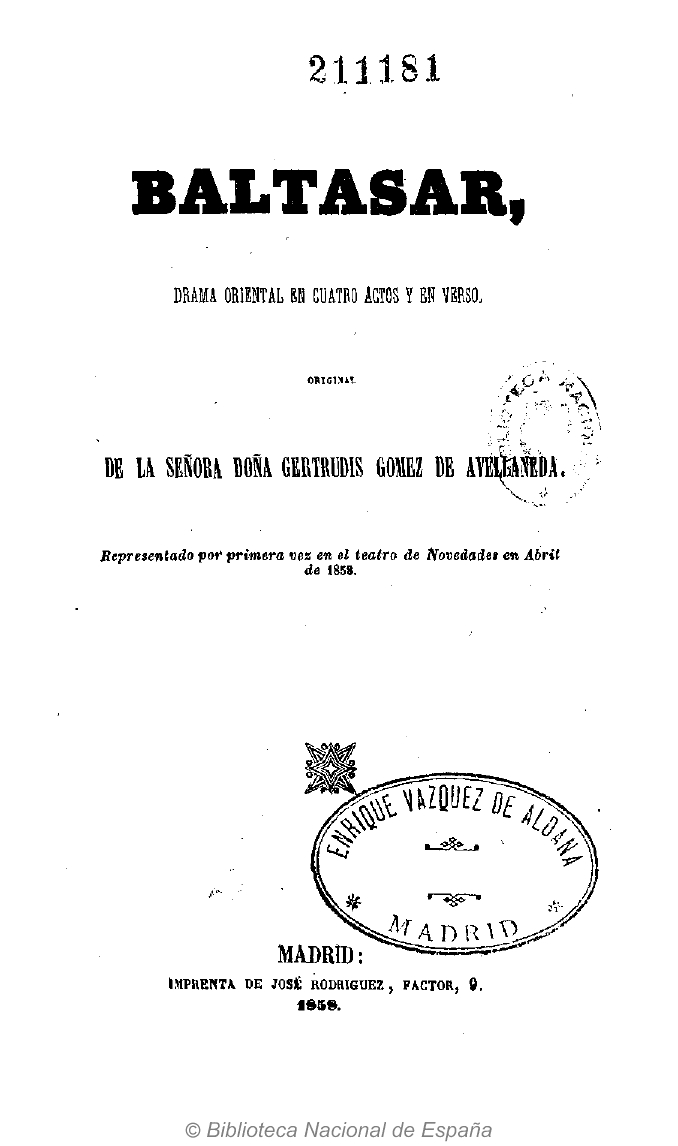 211181
BALTASAR,
DRAMA ORIENTAL EN CUATRO ACTOS Y EN VERSO.
ORIGINAL
BIBLIOTECA NACIONAL
DE LA SEÑORA DOÑA GERTRUDIS GOMEZ DE AVELLANEDA.
Representado por primera vez en el teatro de Novedades en Abril
de 1858.
ENRIQUE VAZQUEZ DE ALDANA
MADRID
MADRID:
IMPRENTA DE JOSÉ RODRIGUEZ, FACTOR, 9.
1858.
© Biblioteca Nacional de España